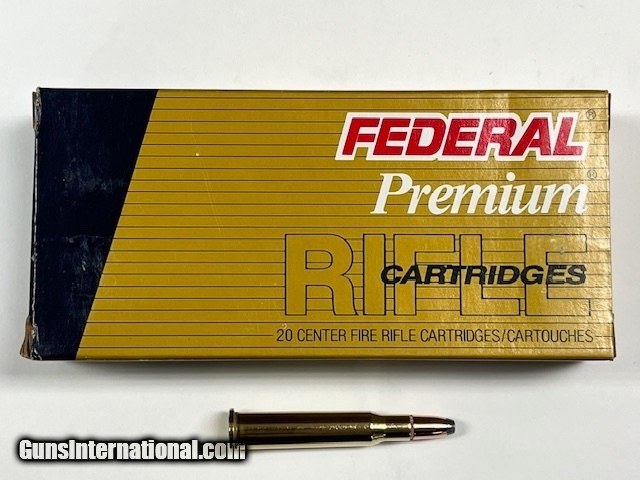 FEDERAL®
Premium®
RIFLE
CARTRIDGES
20 CENTER FIRE RIFLE CARTRIDGES/CARTOUCHES
GunsInternational.com